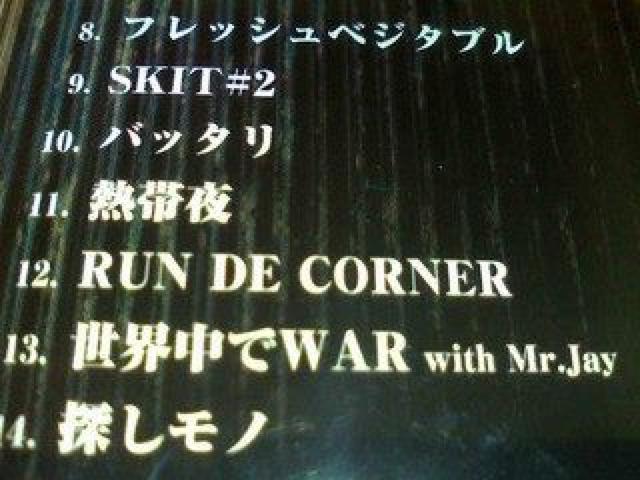 8. フレッシュベジタブル
9. SKIT#2
10. バッタリ
11. 熱帯夜
12. RUN DE CORNER
13. 世界中でWAR with Mr.Jay
14. 探しモノ